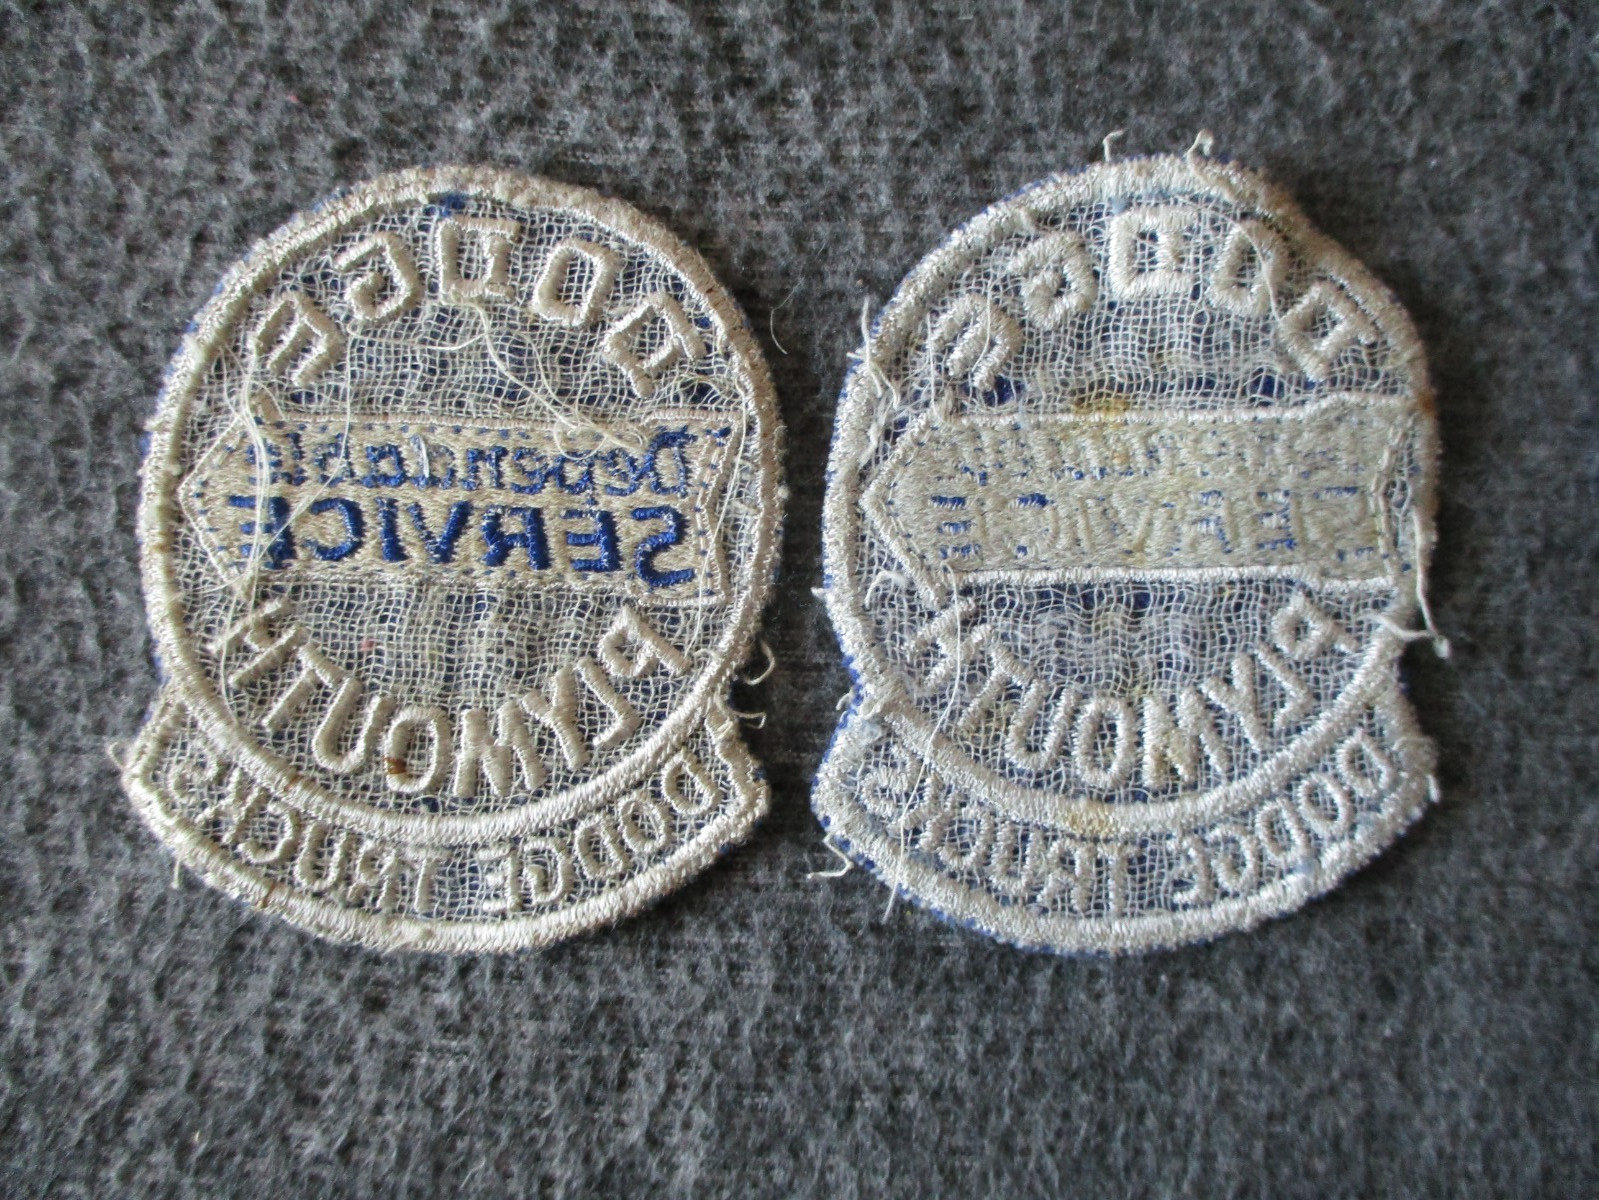 DODGE
Dependable
SERVICE
PLYMOUTH
DODGE TRUCKS
DODGE
SERVICE
PLYMOUTH
DODGE TRUCKS